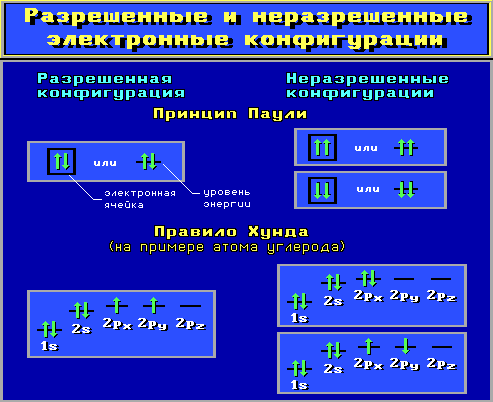 Разрешенные и неразрешенные
электронные конфигурации
Разрешенная
конфигурация
Неразрешенные
конфигурации
Принцип Паули
или
или
или
электронная
ячейка
уровень
энергии
Правило Хунда
(на примере атома углерода)
1s 2s 2px 2py 2pz
1s 2s 2px 2py 2pz
1s 2s 2px 2py 2pz